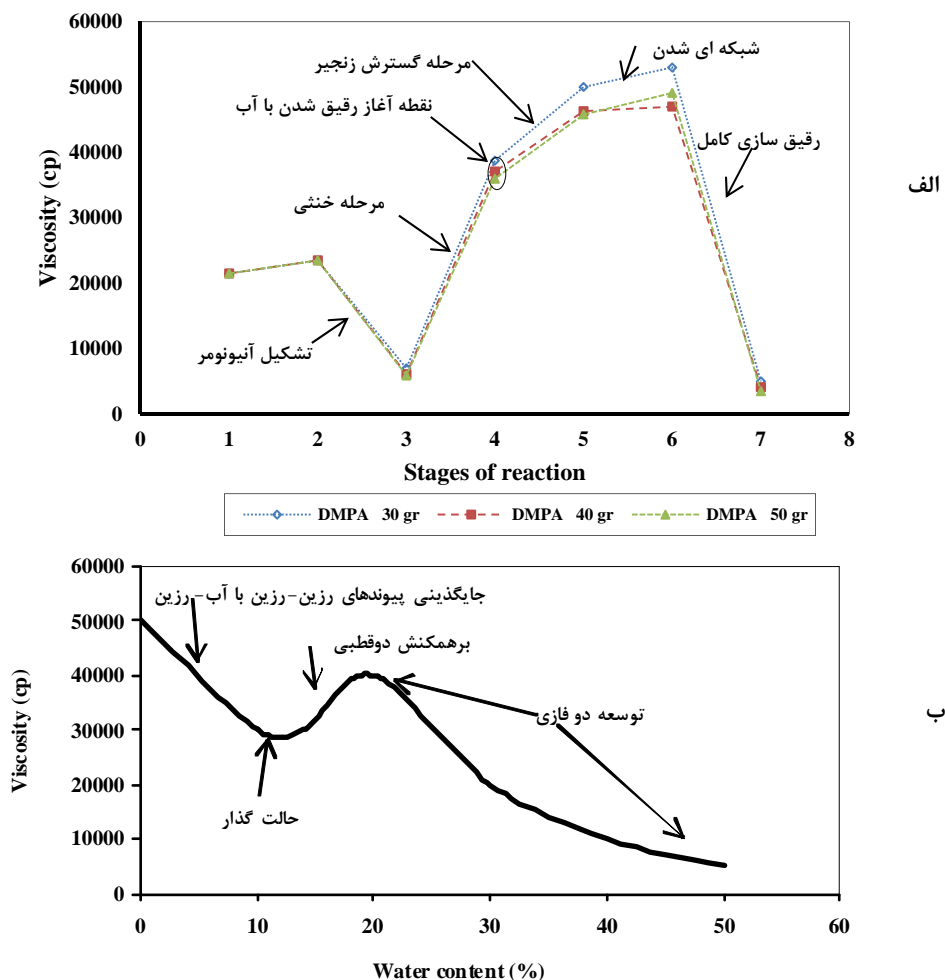 60000
50000
40000
30000
20000
10000
0
Viscosity (cp)
شبکه ای شدن
مرحله گسترش زنجیر
نقطه آغاز رقیق شدن با آب
رقیق سازی کامل
مرحله خنثی
تشکیل آنیونومر
الف
0 1 2 3 4 5 6 7 8
Stages of reaction
DMPA 30 gr DMPA 40 gr DMPA 50 gr
60000
50000
40000
30000
20000
10000
0
Viscosity (cp)
جایگذینی پیوندهای رزین-رزین با آب-رزین
برهمکنش دوقطبی
توسعه دو فازی
حالت گذار
ب
0 10 20 30 40 50 60
Water content (%)